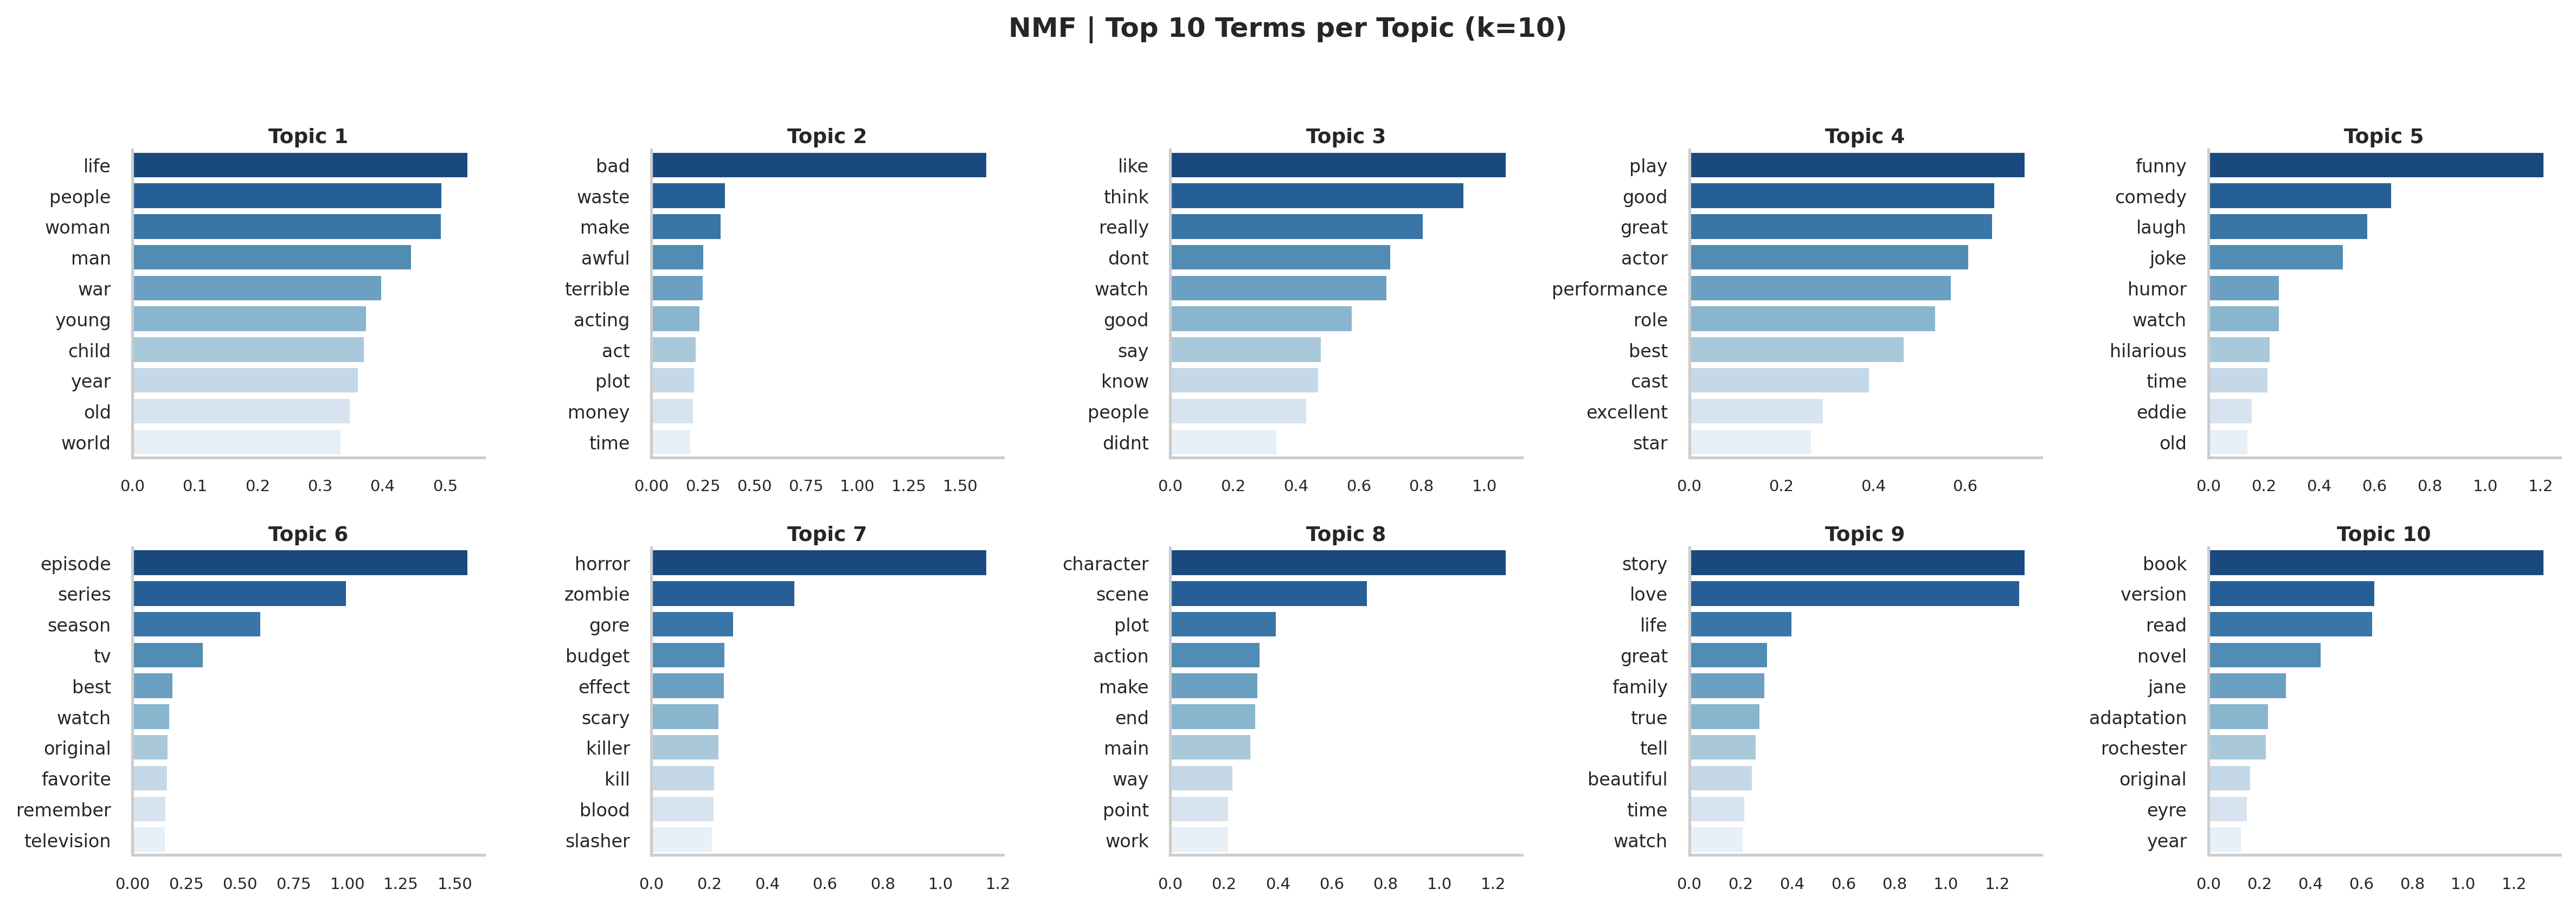 NMF | Top 10 Terms per Topic (k=10)
Topic 1
life
people
woman
man
war
young
child
year
old
world
0.0 0.1 0.2 0.3 0.4 0.5
Topic 2
bad
waste
make
awful
terrible
acting
act
plot
money
time
0.00 0.25 0.50 0.75 1.00 1.25 1.50
Topic 3
like
think
really
dont
watch
good
say
know
people
didnt
0.0 0.2 0.4 0.6 0.8 1.0
Topic 4
play
good
great
actor
performance
role
best
cast
excellent
star
0.0 0.2 0.4 0.6
Topic 5
funny
comedy
laugh
joke
humor
watch
hilarious
time
eddie
old
0.0 0.2 0.4 0.6 0.8 1.0 1.2
Topic 6
episode
series
season
tv
best
watch
original
favorite
remember
television
0.00 0.25 0.50 0.75 1.00 1.25 1.50
Topic 7
horror
zombie
gore
budget
effect
scary
killer
kill
blood
slasher
0.0 0.2 0.4 0.6 0.8 1.0 1.2
Topic 8
character
scene
plot
action
make
end
main
way
point
work
0.0 0.2 0.4 0.6 0.8 1.0 1.2
Topic 9
story
love
life
great
family
true
tell
beautiful
time
watch
0.0 0.2 0.4 0.6 0.8 1.0 1.2
Topic 10
book
version
read
novel
jane
adaptation
rochester
original
eyre
year
0.0 0.2 0.4 0.6 0.8 1.0 1.2